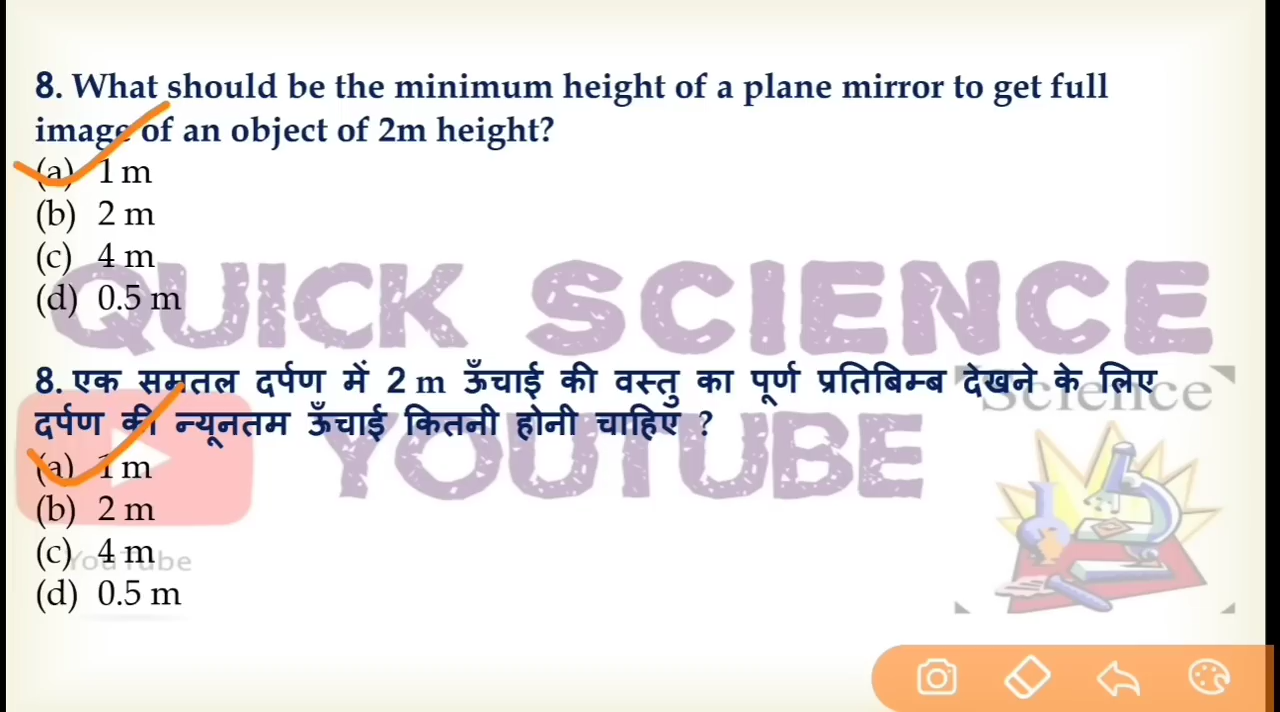 8. What should be the minimum height of a plane mirror to get full
image of an object of 2m height?
(a) 1 m
(b) 2 m
(c) 4 m
(d) 0.5 m
QUICK SCIENCE
8. एक समतल दर्पण में 2 m ऊँचाई की वस्तु का पूर्ण प्रतिबिम्ब देखने के लिए
Science
दर्पण की न्यूनतम ऊँचाई कितनी होनी चाहिए ?
YOUTUBE
(a) 1 m
(b) 2 m
(c) 4 m
YouTube
(d) 0.5 m